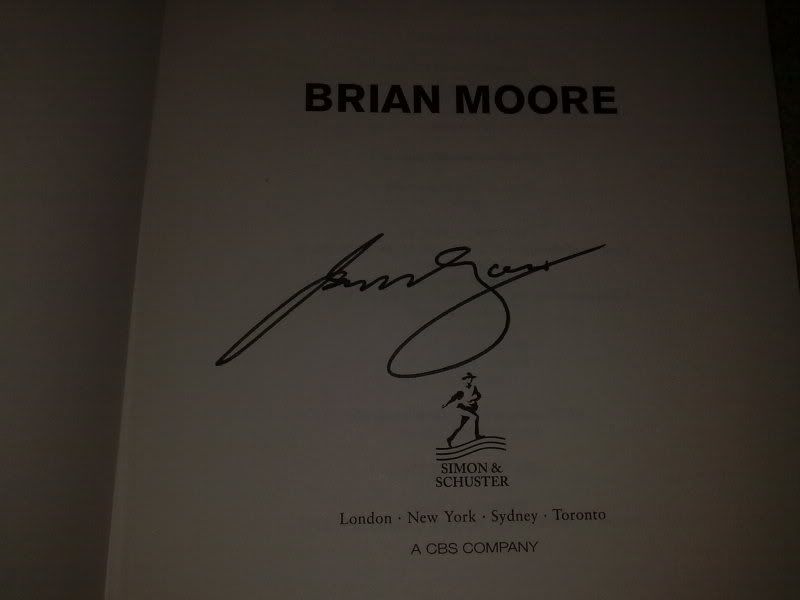 BRIAN MOORE
SIMON &
SCHUSTER
London · New York · Sydney · Toronto
A CBS COMPANY